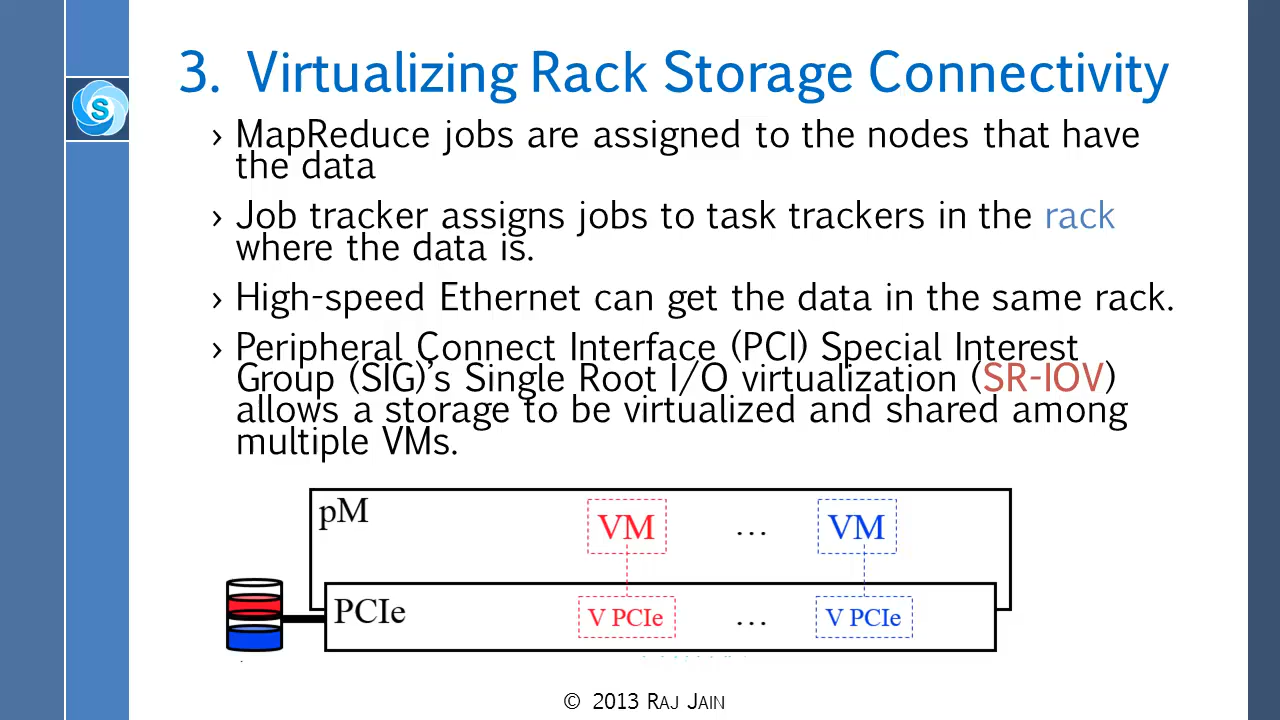 3. Virtualizing Rack Storage Connectivity
S
› MapReduce jobs are assigned to the nodes that have
the data
› Job tracker assigns jobs to task trackers in the rack
where the data is.
› High-speed Ethernet can get the data in the same rack.
› Peripheral Connect Interface (PCI) Special Interest
Group (SIG)'s Single Root I/O virtualization (SR-IOV)
allows a storage to be virtualized and shared among
multiple VMs.
pM
VM ... VM
PCIe
V PCIe ... V PCIe
© 2013 RAJ JAIN